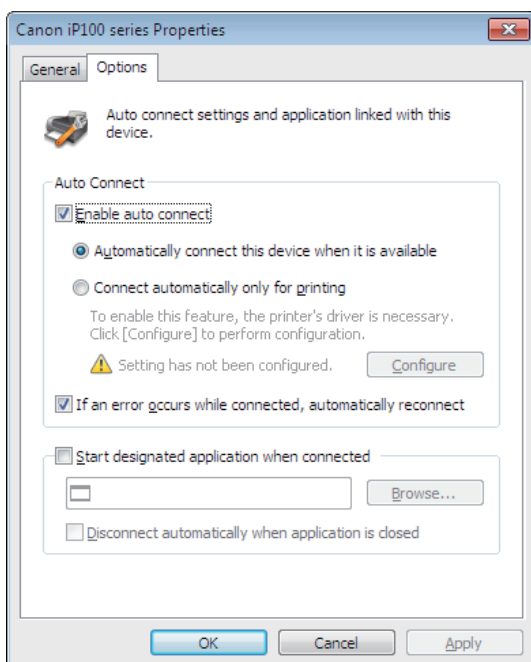 Canon iP100 series Properties
General
Options
Auto connect settings and application linked with this
device.
Auto Connect
Enable auto connect
Automatically connect this device when it is available
Connect automatically only for printing
To enable this feature, the printer's driver is necessary.
Click [Configure] to perform configuration.
Setting has not been configured.
Configure
If an error occurs while connected, automatically reconnect
Start designated application when connected
Browse...
Disconnect automatically when application is closed
OK
Cancel
Apply